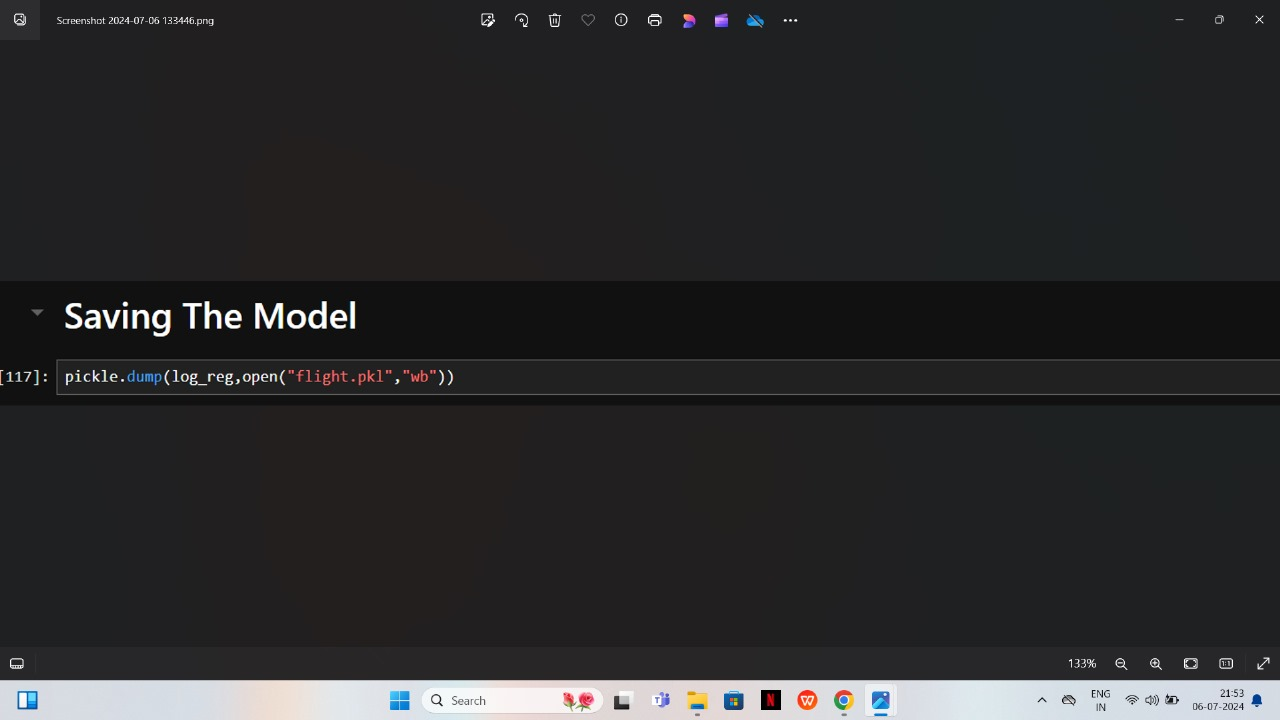 Screenshot 2024-07-06 133446.png
Saving The Model
[117]: pickle.dump(log_reg,open("flight.pkl","wb"))
133%
Search
ENG
IN
21:52
06-07-2024